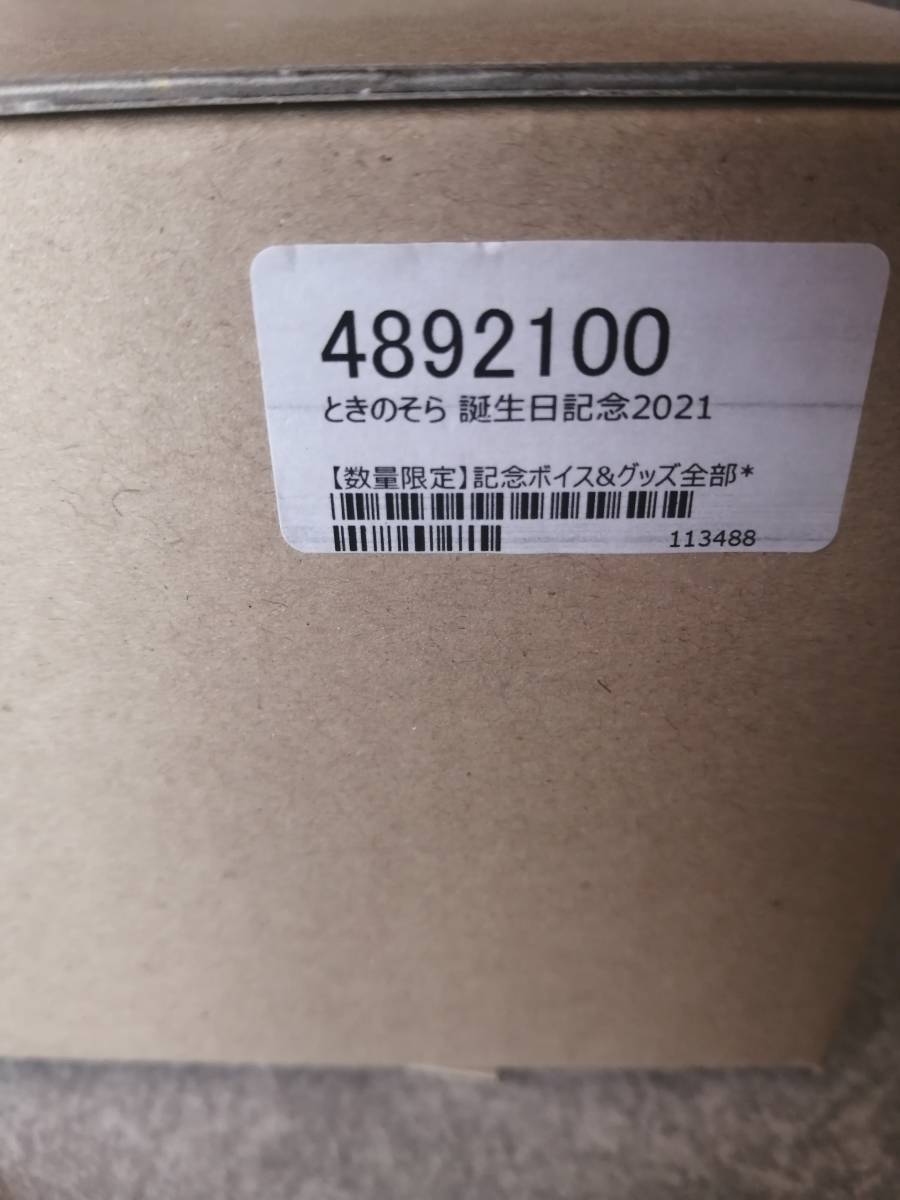 4892100
ときのそら 誕生日記念2021
【数量限定】記念ボイス&グッズ全部*
113488